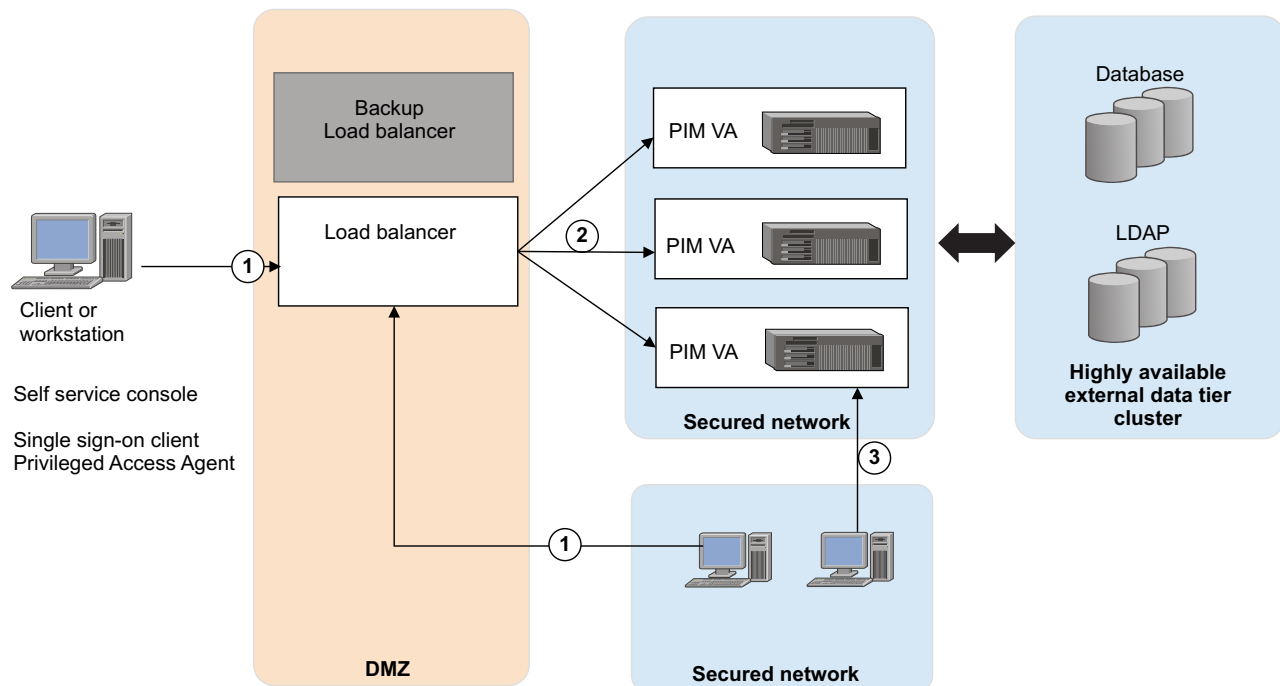 Backup
Load balancer
Load balancer
DMZ
1
Client or
workstation
Self service console
Single sign-on client
Privileged Access Agent
2
PIM VA
PIM VA
PIM VA
Secured network
3
1
Secured network
Database
LDAP
Highly available
external data tier
cluster